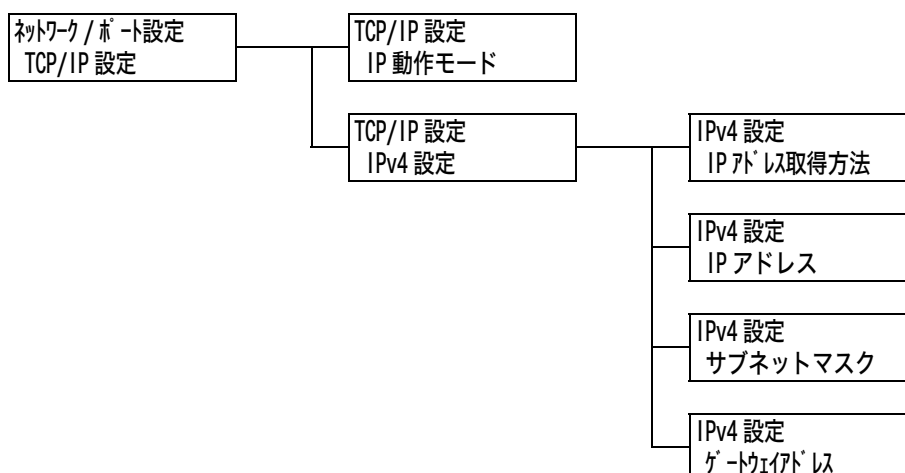 ﾈｯﾄﾜｰｸ / ﾎﾟｰﾄ設定
TCP/IP 設定
TCP/IP 設定
IP 動作モード
TCP/IP 設定
IPv4 設定
IPv4 設定
IP ｱﾄﾞﾚｽ取得方法
IPv4 設定
IP アドレス
IPv4 設定
サブネットマスク
IPv4 設定
ｹﾞｰﾄｳｪｲｱﾄﾞﾚｽ